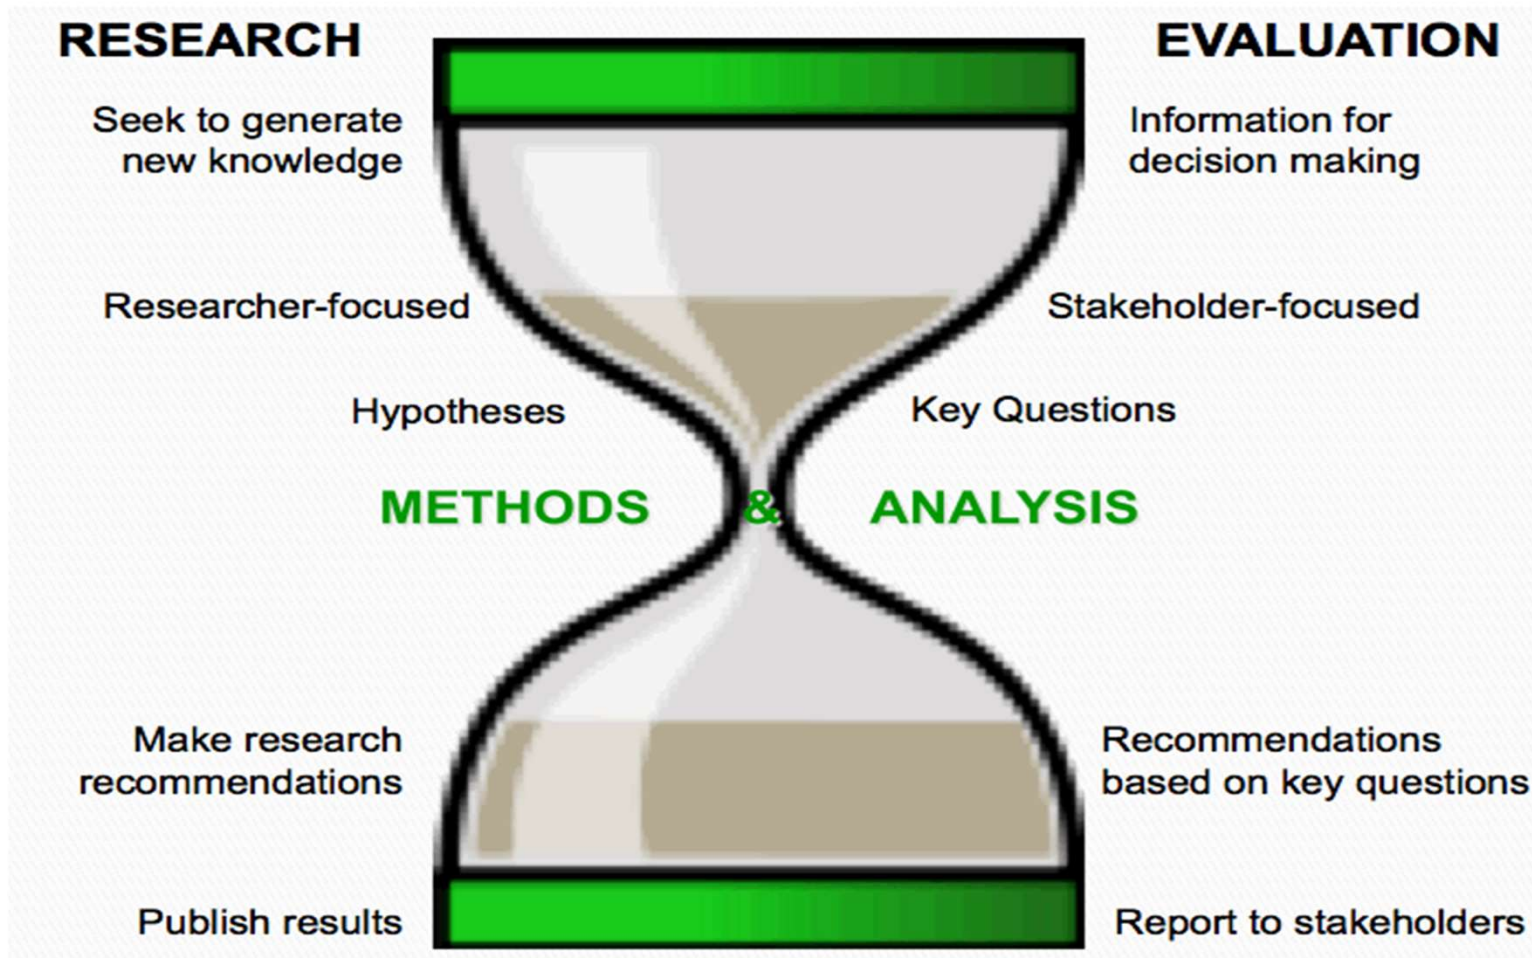 RESEARCH
EVALUATION
Seek to generate
new knowledge
Information for
decision making
Researcher-focused
Stakeholder-focused
Hypotheses
Key Questions
METHODS & ANALYSIS
Make research
recommendations
Recommendations
based on key questions
Publish results
Report to stakeholders